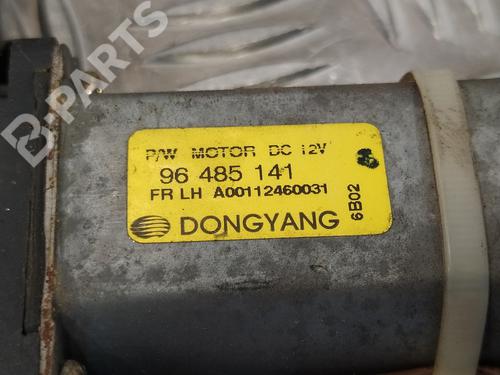 B-PARTS
P/W MOTOR DC 12V
96 485 141
FR LH A00112460031
6B02
DONGYANG